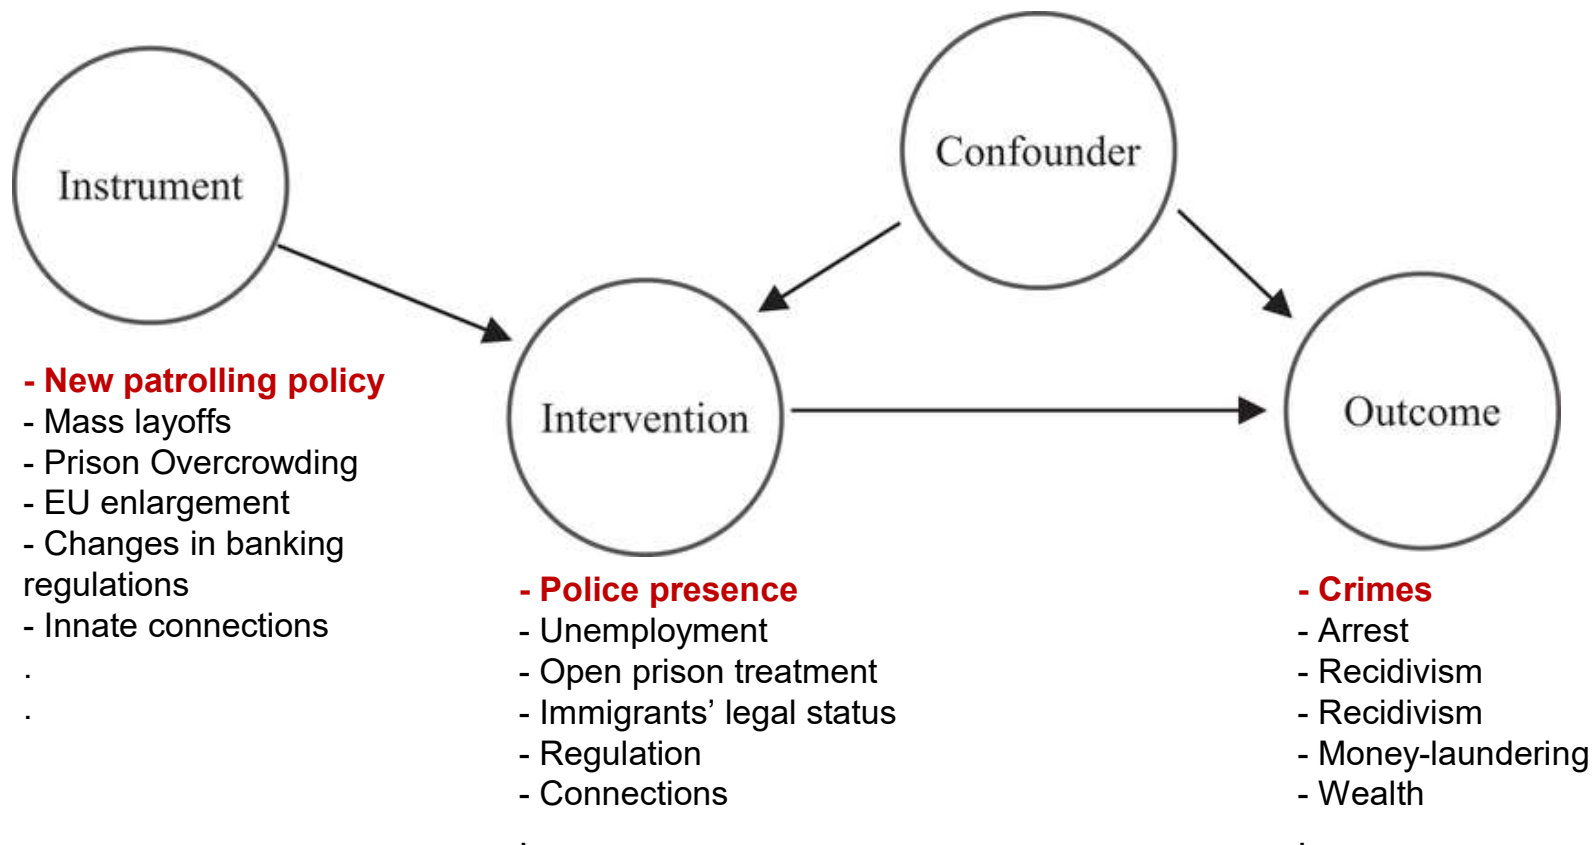 Instrument
Confounder
Intervention
Outcome
- New patrolling policy
- Mass layoffs
- Prison Overcrowding
- EU enlargement
- Changes in banking
regulations
- Innate connections
.
.
- Police presence
- Unemployment
- Open prison treatment
- Immigrants’ legal status
- Regulation
- Connections
.
- Crimes
- Arrest
- Recidivism
- Recidivism
- Money-laundering
- Wealth
.